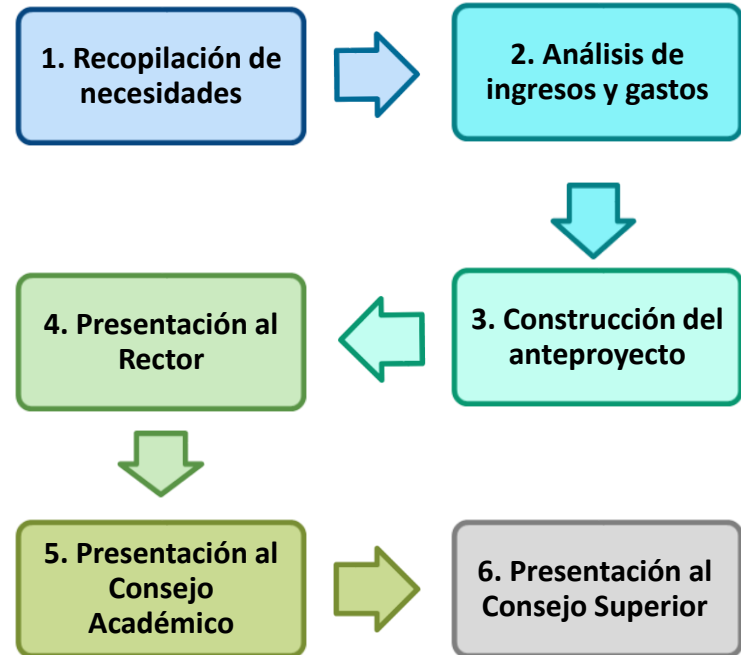 1. Recopilación de
necesidades
2. Análisis de
ingresos y gastos
3. Construcción del
anteproyecto
4. Presentación al
Rector
5. Presentación al
Consejo
Académico
6. Presentación al
Consejo Superior